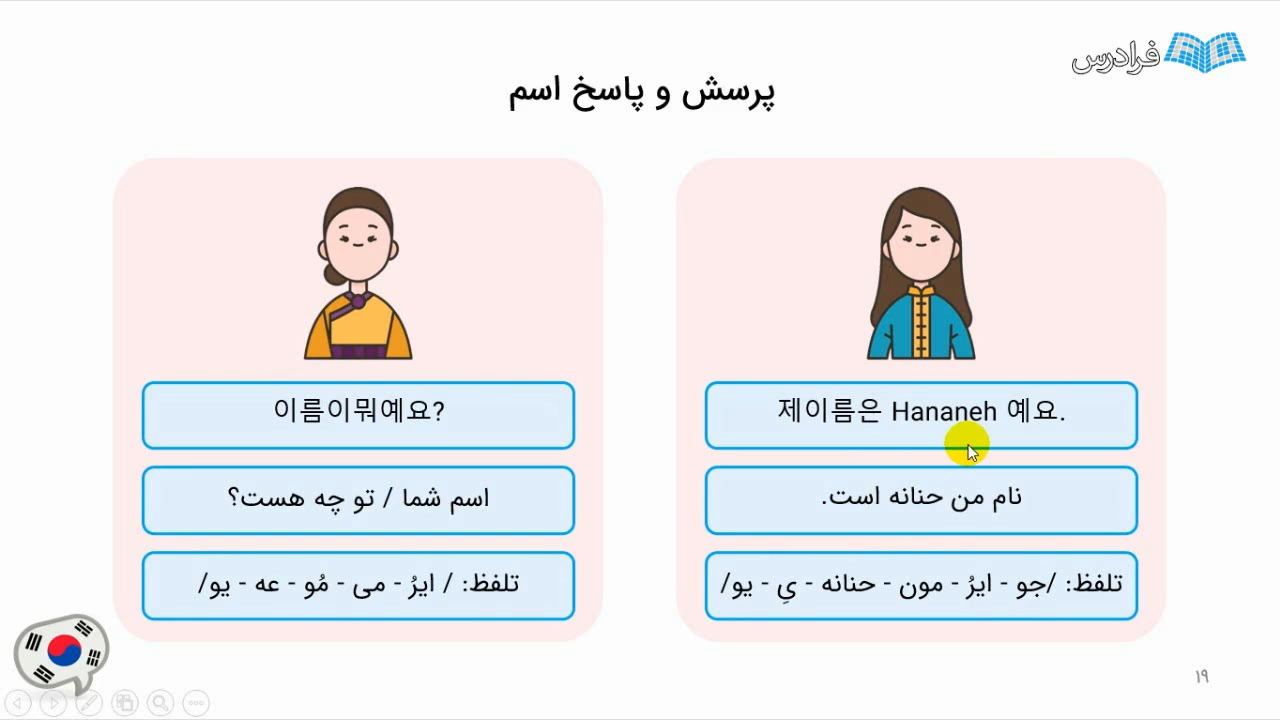 فرادرس
پرسش و پاسخ اسم
제이름은 Hananeh 예요.
نام من حنانه است.
تلفظ: /جو - ایرُ - مون - حنانه - یِ - یو/
이름이뭐예요?
اسم شما / تو چه هست؟
تلفظ: / ایرُ - می - مُو - عه - یو/
۱۹